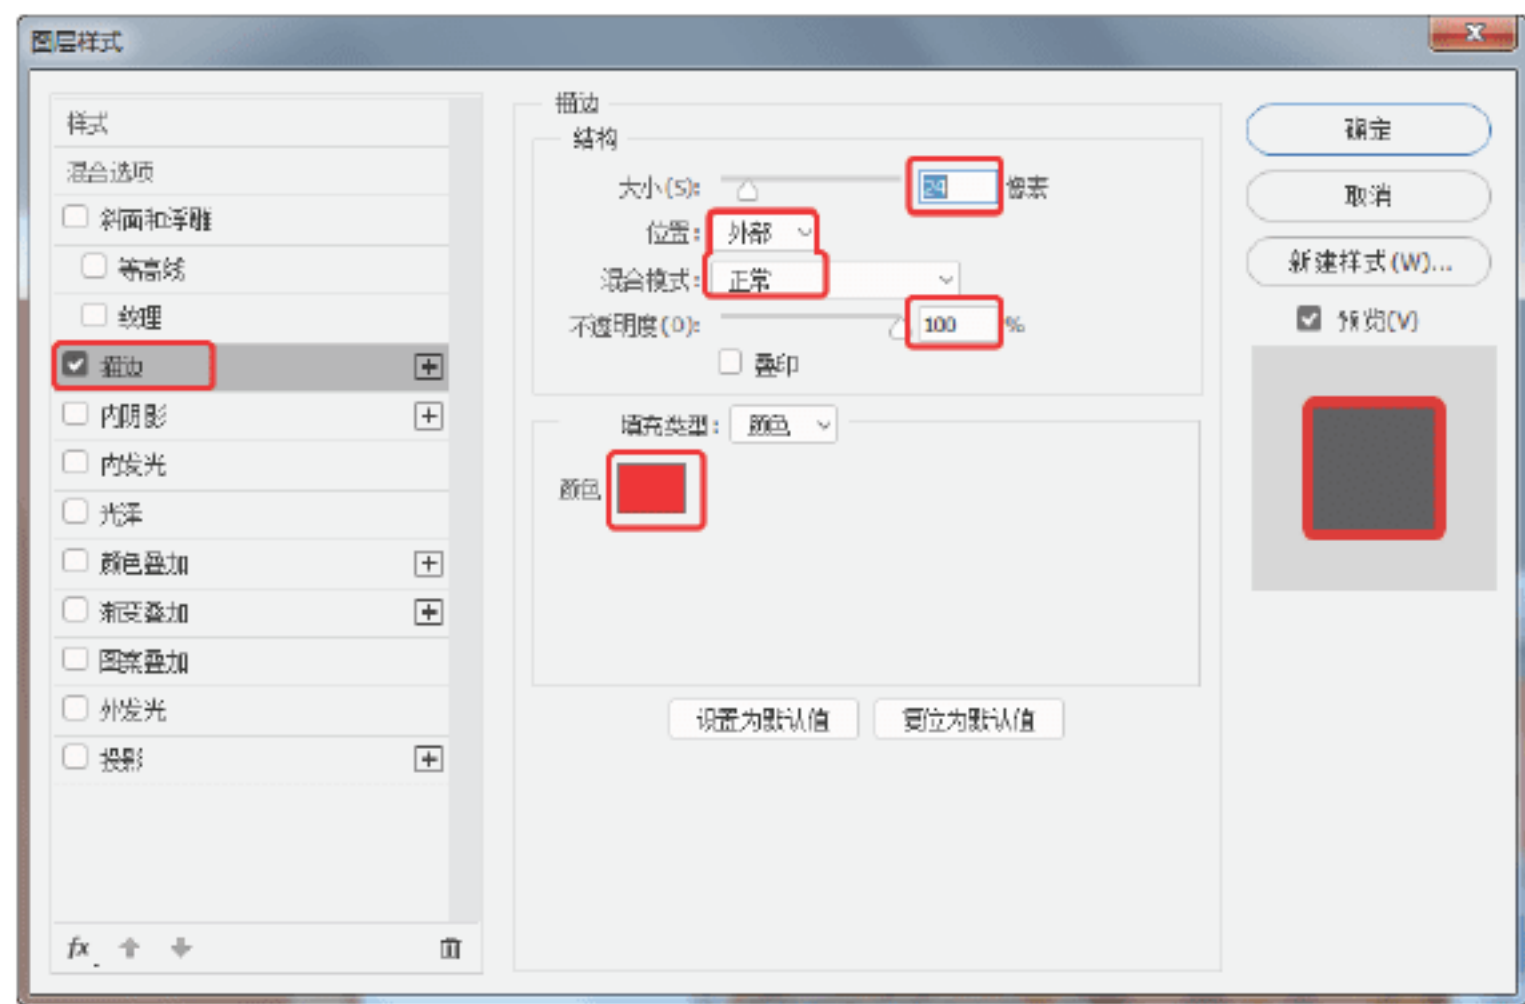 图层样式
样式
混合选项
斜面和浮雕
等高线
纹理
描边
内阴影
内发光
光泽
颜色叠加
渐变叠加
图案叠加
外发光
投影
fx
描边
结构
大小(S): 24 像素
位置: 外部
混合模式: 正常
不透明度(O): 100 %
叠印
填充类型: 颜色
颜色
设置为默认值 复位为默认值
确定
取消
新建样式(W)...
预览(V)